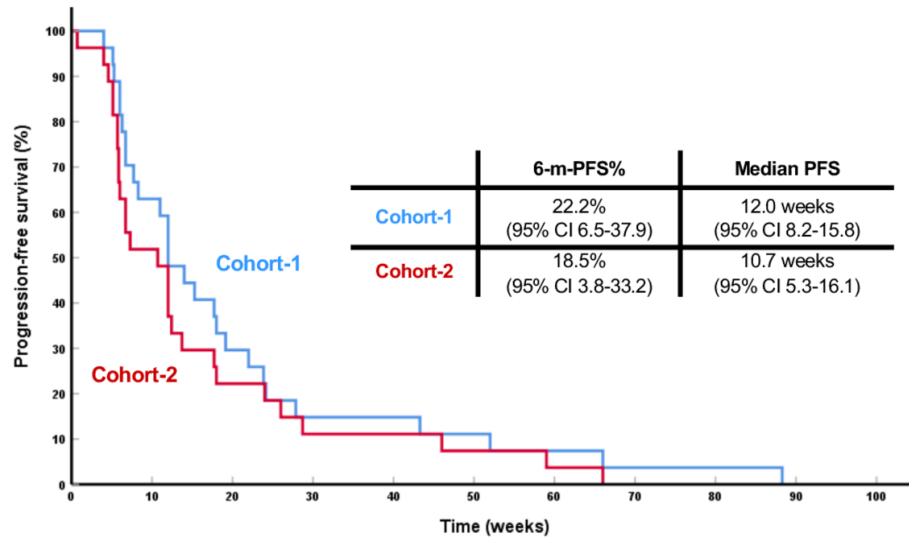 100
90
80
70
60
50
40
30
20
10
0
Progression-free survival (%)
0 10 20 30 40 50 60 70 80 90 100
Time (weeks)
Cohort-1
Cohort-2
6-m-PFS% Median PFS
Cohort-1 22.2% 12.0 weeks
(95% CI 6.5-37.9) (95% CI 8.2-15.8)
Cohort-2 18.5% 10.7 weeks
(95% CI 3.8-33.2) (95% CI 5.3-16.1)